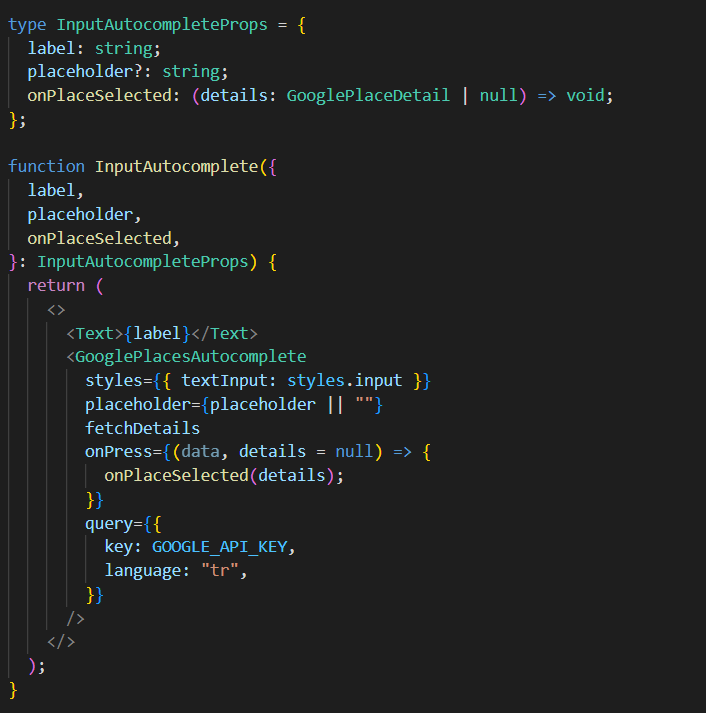 type InputAutocompleteProps = {
  label: string;
  placeholder?: string;
  onPlaceSelected: (details: GooglePlaceDetail | null) => void;
};

function InputAutocomplete({
  label,
  placeholder,
  onPlaceSelected,
}: InputAutocompleteProps) {
  return (
    <>
      <Text>{label}</Text>
      <GooglePlacesAutocomplete
        styles={{ textInput: styles.input }}
        placeholder={placeholder || ""}
        fetchDetails
        onPress={(data, details = null) => {
          onPlaceSelected(details);
        }}
        query={{
          key: GOOGLE_API_KEY,
          language: "tr",
        }}
      />
    </>
  );
}